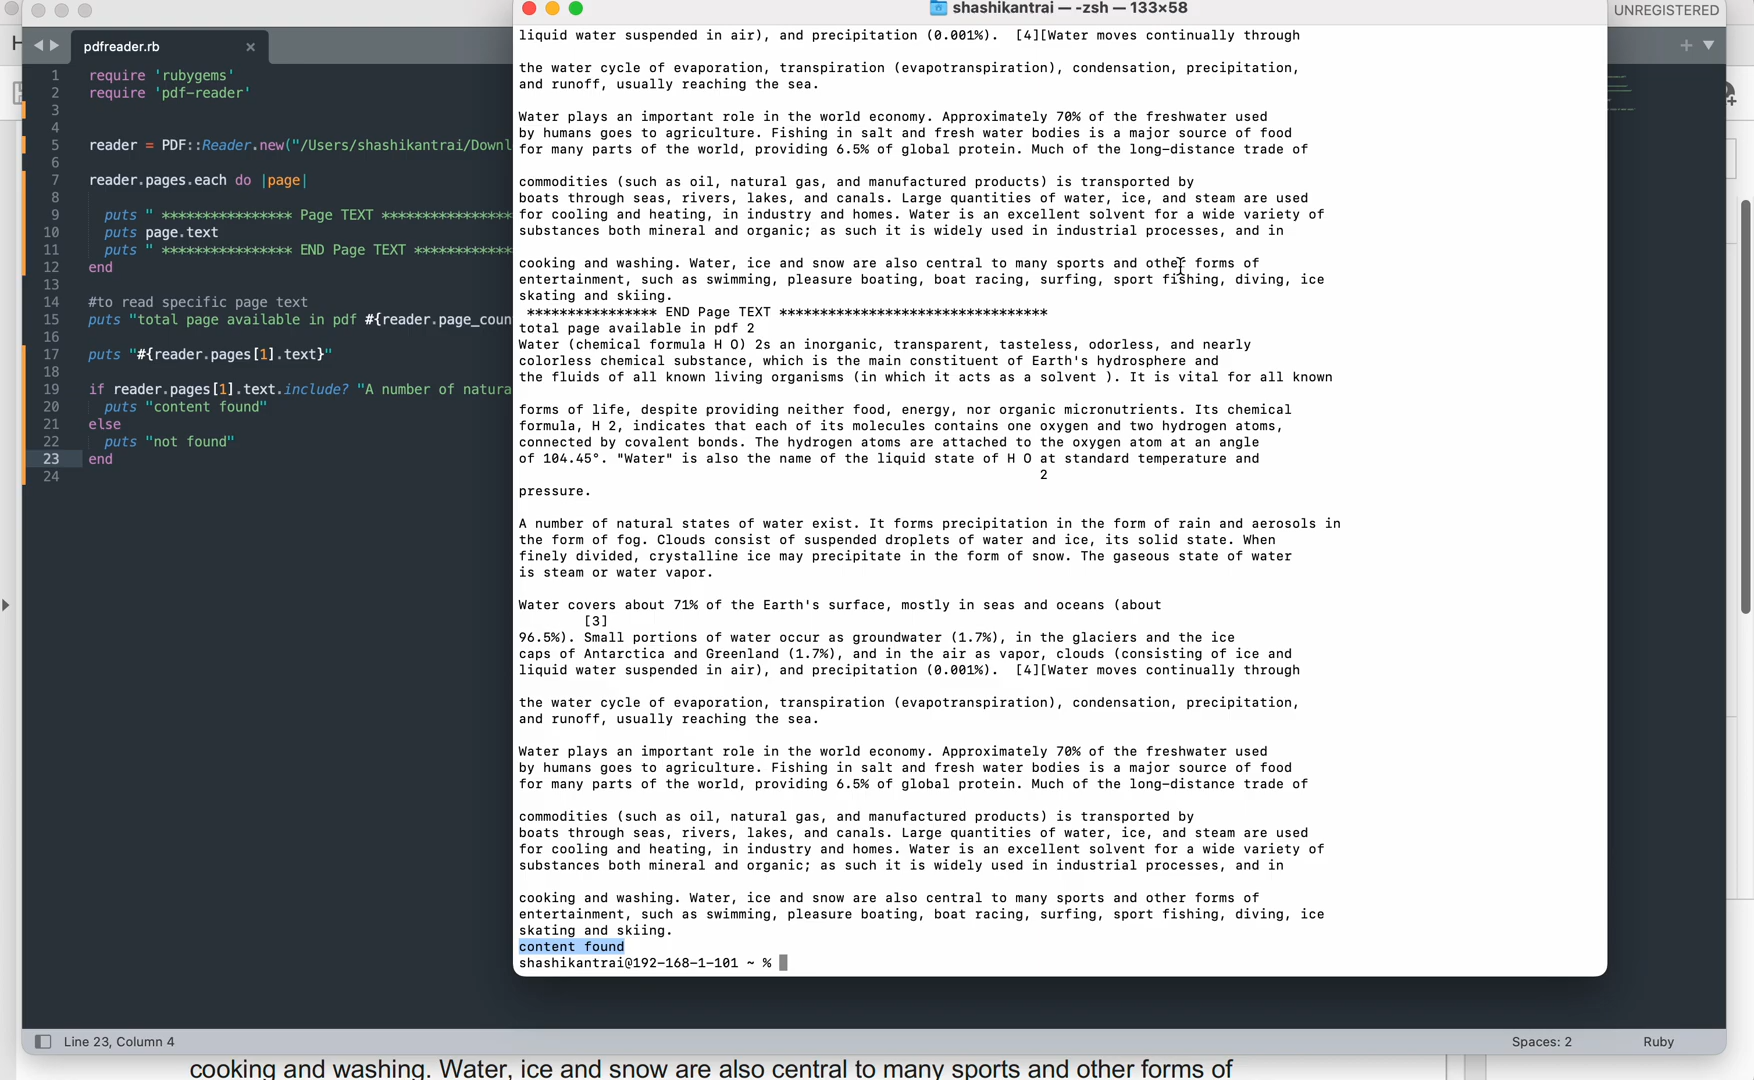 shashikantrai — -zsh — 133×58
UNREGISTERED
pdfreader.rb
1 require 'rubygems'
2 require 'pdf-reader'
3
4
5 reader = PDF::Reader.new("/Users/shashikantrai/Downl
6
7 reader.pages.each do |page|
8
9 puts " **************** Page TEXT ****************
10 puts page.text
11 puts " **************** END Page TEXT ************
12 end
13
14 #to read specific page text
15 puts "total page available in pdf #{reader.page_coun
16
17 puts "#{reader.pages[1].text}"
18
19 if reader.pages[1].text.include? "A number of natura
20 puts "content found"
21 else
22 puts "not found"
23 end
24
liquid water suspended in air), and precipitation (0.001%). [4][Water moves continually through
the water cycle of evaporation, transpiration (evapotranspiration), condensation, precipitation,
and runoff, usually reaching the sea.
Water plays an important role in the world economy. Approximately 70% of the freshwater used
by humans goes to agriculture. Fishing in salt and fresh water bodies is a major source of food
for many parts of the world, providing 6.5% of global protein. Much of the long-distance trade of
commodities (such as oil, natural gas, and manufactured products) is transported by
boats through seas, rivers, lakes, and canals. Large quantities of water, ice, and steam are used
for cooling and heating, in industry and homes. Water is an excellent solvent for a wide variety of
substances both mineral and organic; as such it is widely used in industrial processes, and in
cooking and washing. Water, ice and snow are also central to many sports and other forms of
entertainment, such as swimming, pleasure boating, boat racing, surfing, sport fishing, diving, ice
skating and skiing.
**************** END Page TEXT *********************************
total page available in pdf 2
Water (chemical formula H O) 2s an inorganic, transparent, tasteless, odorless, and nearly
colorless chemical substance, which is the main constituent of Earth's hydrosphere and
the fluids of all known living organisms (in which it acts as a solvent ). It is vital for all known
forms of life, despite providing neither food, energy, nor organic micronutrients. Its chemical
formula, H 2, indicates that each of its molecules contains one oxygen and two hydrogen atoms,
connected by covalent bonds. The hydrogen atoms are attached to the oxygen atom at an angle
of 104.45°. "Water" is also the name of the liquid state of H O at standard temperature and
2
pressure.
A number of natural states of water exist. It forms precipitation in the form of rain and aerosols in
the form of fog. Clouds consist of suspended droplets of water and ice, its solid state. When
finely divided, crystalline ice may precipitate in the form of snow. The gaseous state of water
is steam or water vapor.
Water covers about 71% of the Earth's surface, mostly in seas and oceans (about
[3]
96.5%). Small portions of water occur as groundwater (1.7%), in the glaciers and the ice
caps of Antarctica and Greenland (1.7%), and in the air as vapor, clouds (consisting of ice and
liquid water suspended in air), and precipitation (0.001%). [4][Water moves continually through
the water cycle of evaporation, transpiration (evapotranspiration), condensation, precipitation,
and runoff, usually reaching the sea.
Water plays an important role in the world economy. Approximately 70% of the freshwater used
by humans goes to agriculture. Fishing in salt and fresh water bodies is a major source of food
for many parts of the world, providing 6.5% of global protein. Much of the long-distance trade of
commodities (such as oil, natural gas, and manufactured products) is transported by
boats through seas, rivers, lakes, and canals. Large quantities of water, ice, and steam are used
for cooling and heating, in industry and homes. Water is an excellent solvent for a wide variety of
substances both mineral and organic; as such it is widely used in industrial processes, and in
cooking and washing. Water, ice and snow are also central to many sports and other forms of
entertainment, such as swimming, pleasure boating, boat racing, surfing, sport fishing, diving, ice
skating and skiing.
content found
shashikantrai@192-168-1-101 ~ %
Line 23, Column 4
Spaces: 2
Ruby
cooking and washing. Water, ice and snow are also central to many sports and other forms of